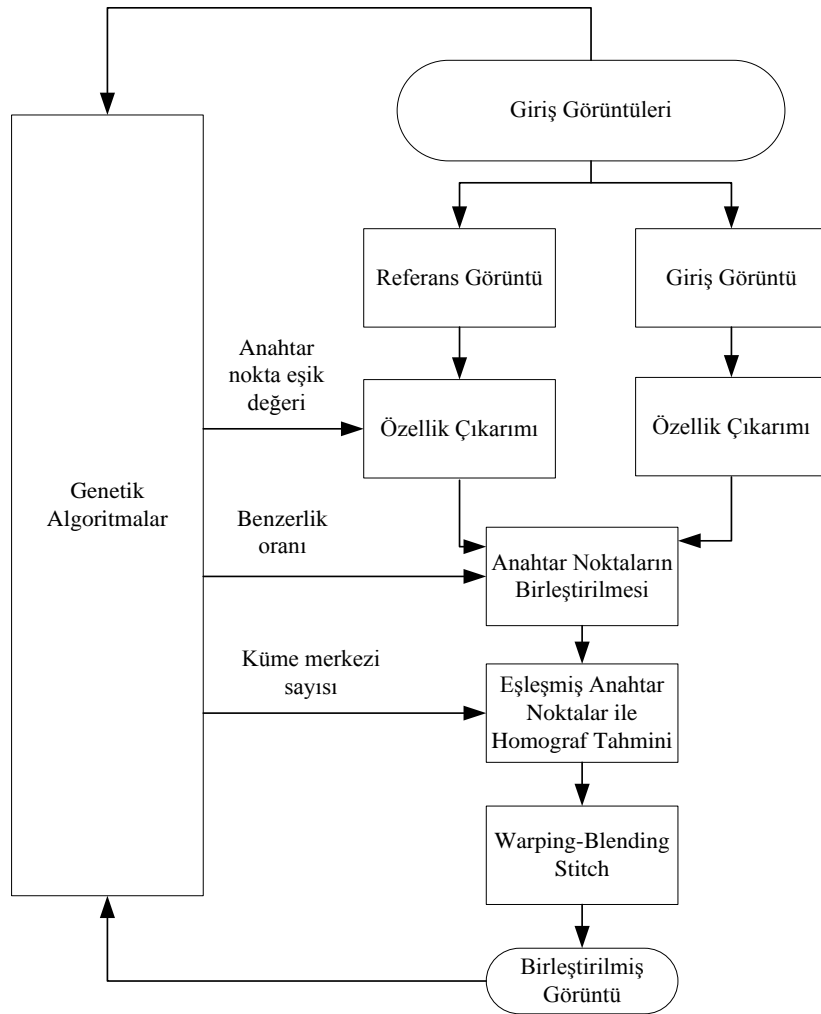 Giriş Görüntüleri
Referans Görüntü
Giriş Görüntü
Anahtar
nokta eşik
değeri
Özellik Çıkarımı
Özellik Çıkarımı
Genetik
Algoritmalar
Benzerlik
oranı
Anahtar Noktaların
Birleştirilmesi
Küme merkezi
sayısı
Eşleşmiş Anahtar
Noktalar ile
Homograf Tahmini
Warping-Blending
Stitch
Birleştirilmiş
Görüntü